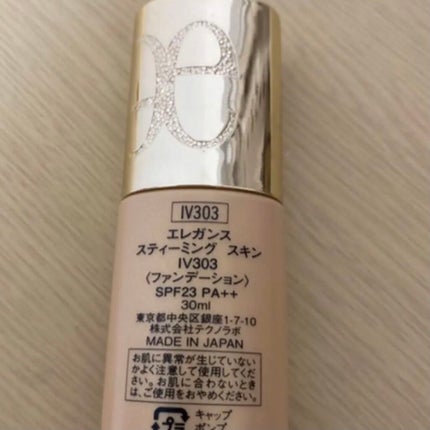 IV303
エレガンス
スティーミング スキン
IV303
〈ファンデーション〉
SPF23 PA++
30ml
東京都中央区銀座1-7-10
株式会社テクノラボ
MADE IN JAPAN
お肌に異常が生じていない
かよく注意して使用してくだ
さい。お肌に合わないときは、ご使用をおやめください。
プラ
キャップ
ポンプ